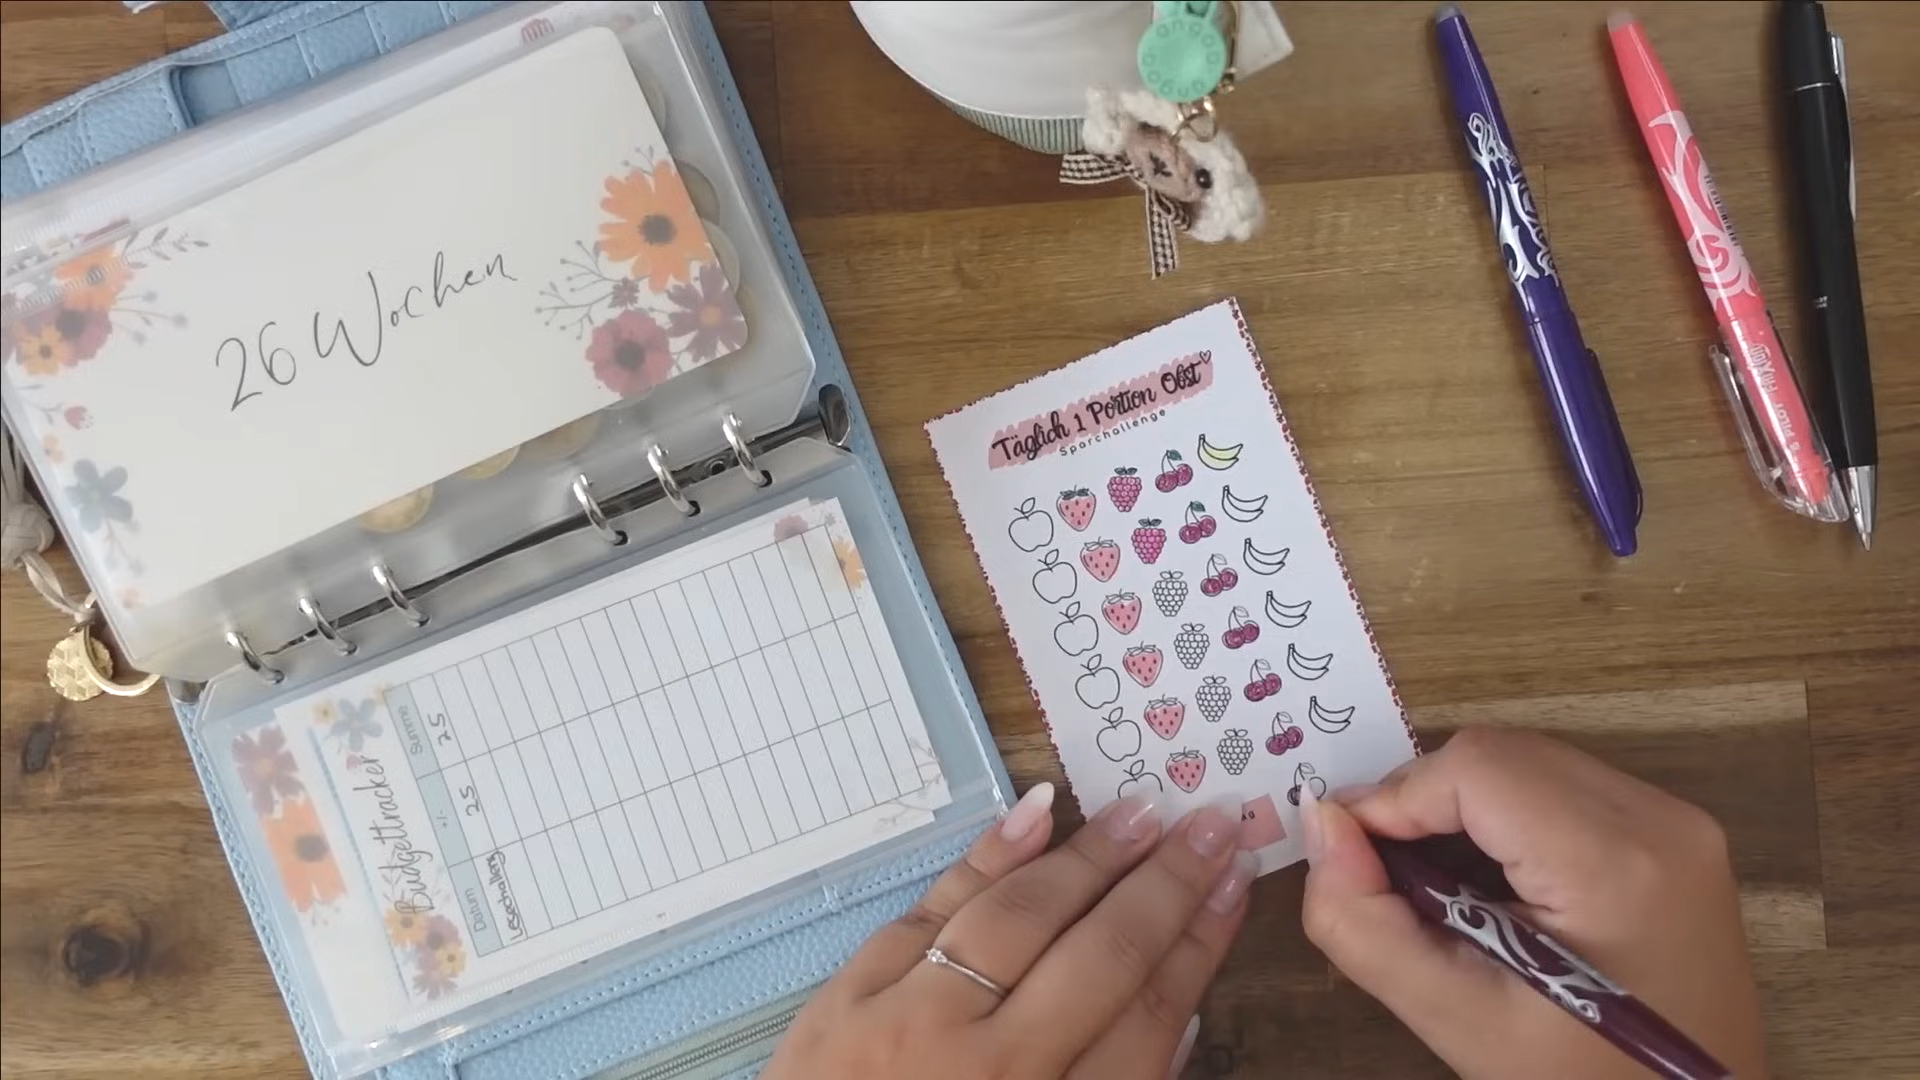 26 Wochen
Täglich 1 Portion Obst
Sparchallenge
Budgettracker
Datum +/- Summe
Lesechallenge 25 25